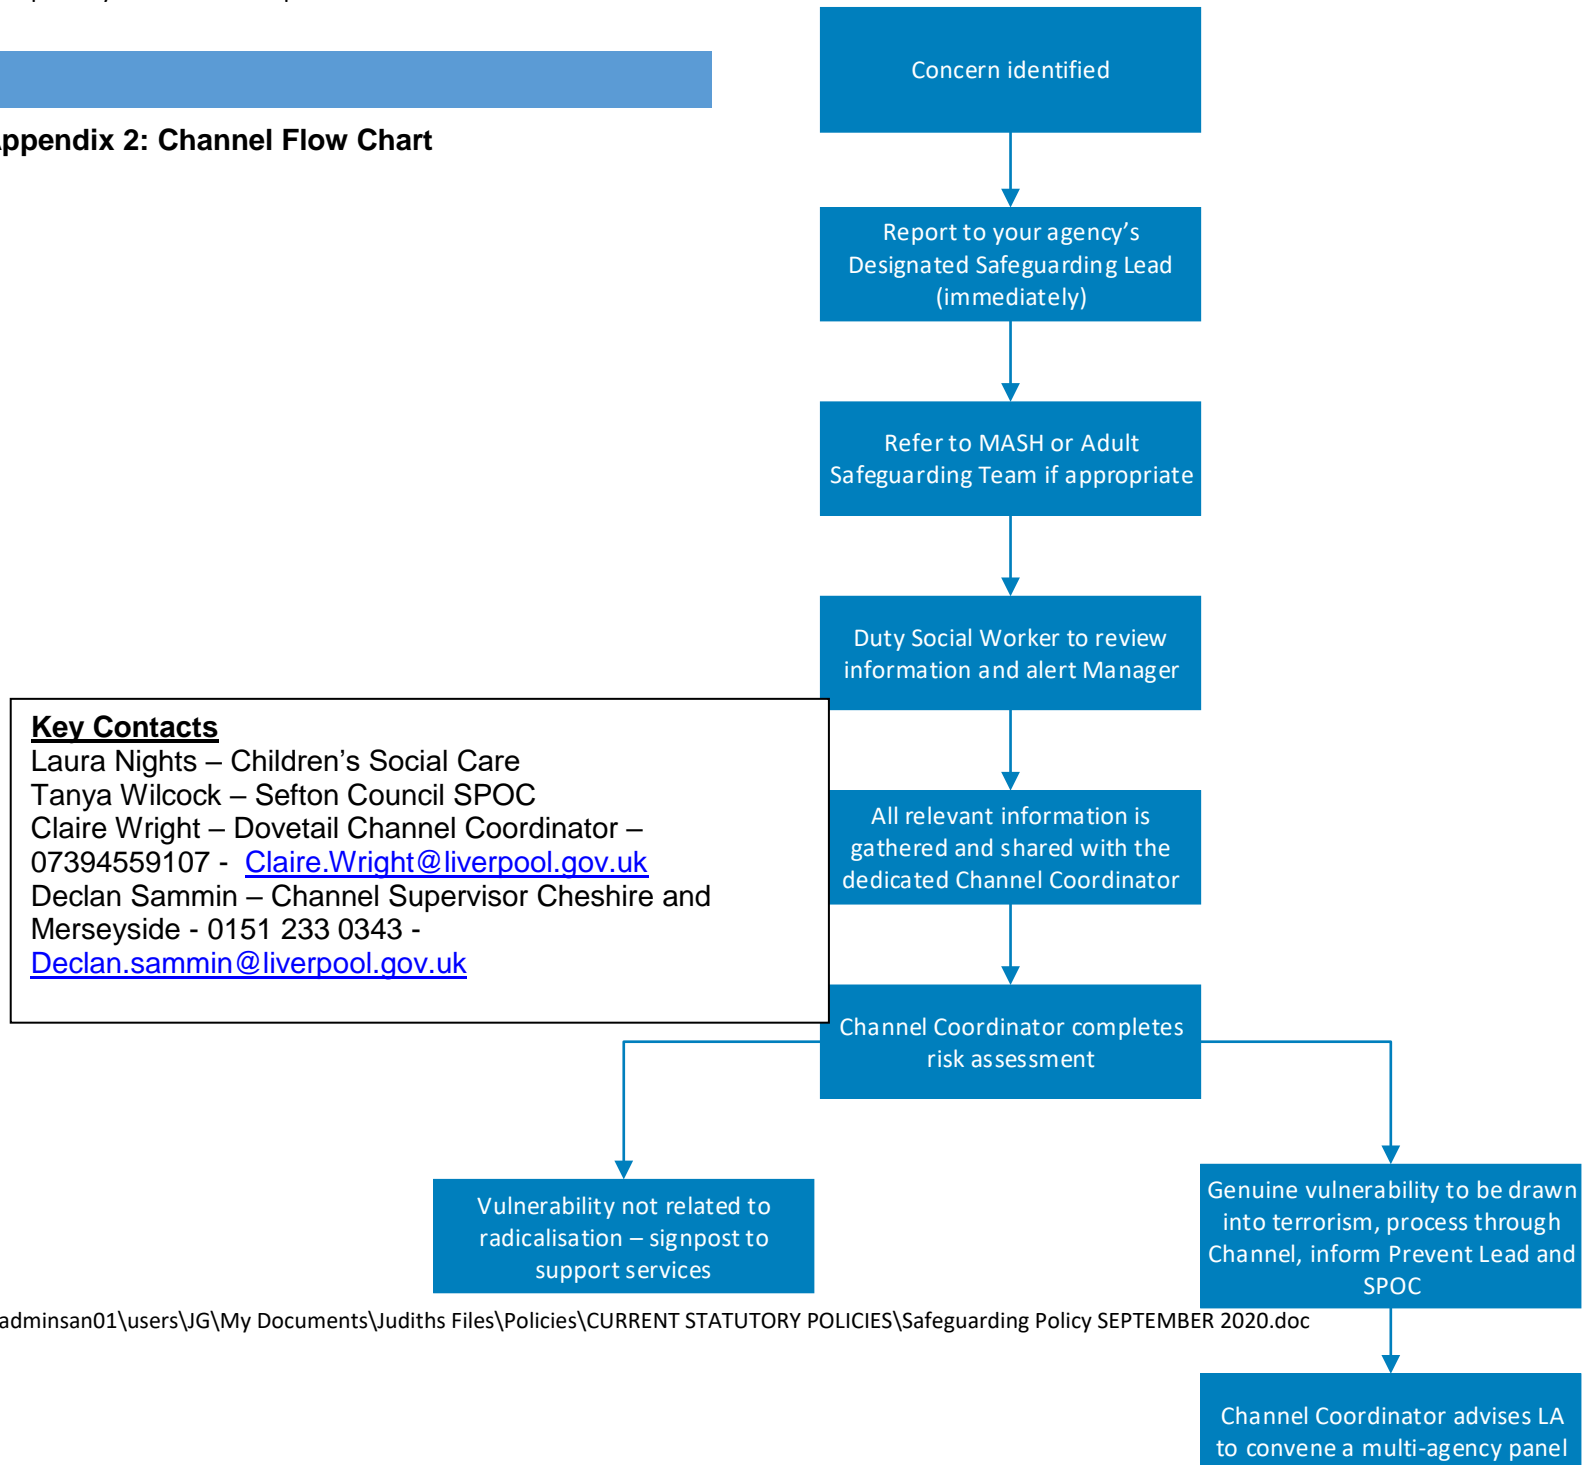 Concern identified
Appendix 2: Channel Flow Chart
Report to your agency’s
Designated Safeguarding Lead
(immediately)
Refer to MASH or Adult
Safeguarding Team if appropriate
Duty Social Worker to review
information and alert Manager
Key Contacts
Laura Nights – Children’s Social Care
Tanya Wilcock – Sefton Council SPOC
Claire Wright – Dovetail Channel Coordinator –
07394559107 - Claire.Wright@liverpool.gov.uk
Declan Sammin – Channel Supervisor Cheshire and
Merseyside - 0151 233 0343 -
Declan.sammin@liverpool.gov.uk
All relevant information is
gathered and shared with the
dedicated Channel Coordinator
Channel Coordinator completes
risk assessment
Vulnerability not related to
radicalisation – signpost to
support services
Genuine vulnerability to be drawn
into terrorism, process through
Channel, inform Prevent Lead and
SPOC
adminsan01\users\JG\My Documents\Judiths Files\Policies\CURRENT STATUTORY POLICIES\Safeguarding Policy SEPTEMBER 2020.doc
Channel Coordinator advises LA
to convene a multi-agency panel